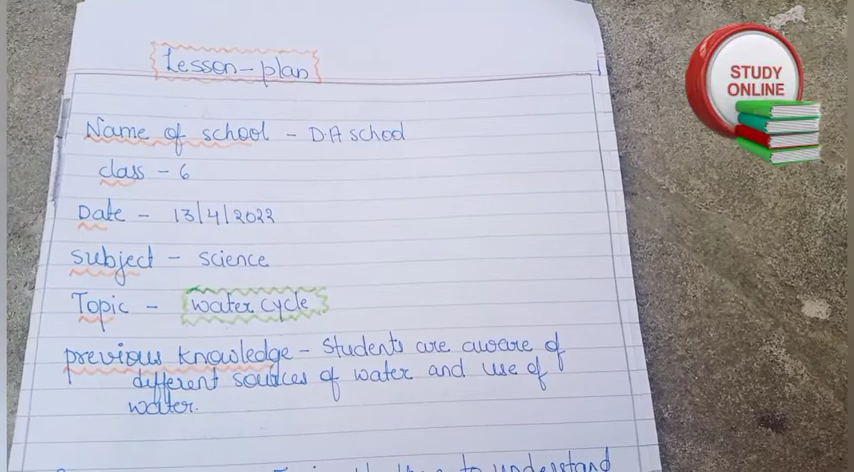 Lesson-plan
Name of school - DA school
class - 6
Date - 13/4/2022
subject - science
Topic - water cycle
previous knowledge - students are aware of
different sources of water and use of
water.
to understand
STUDY
ONLINE